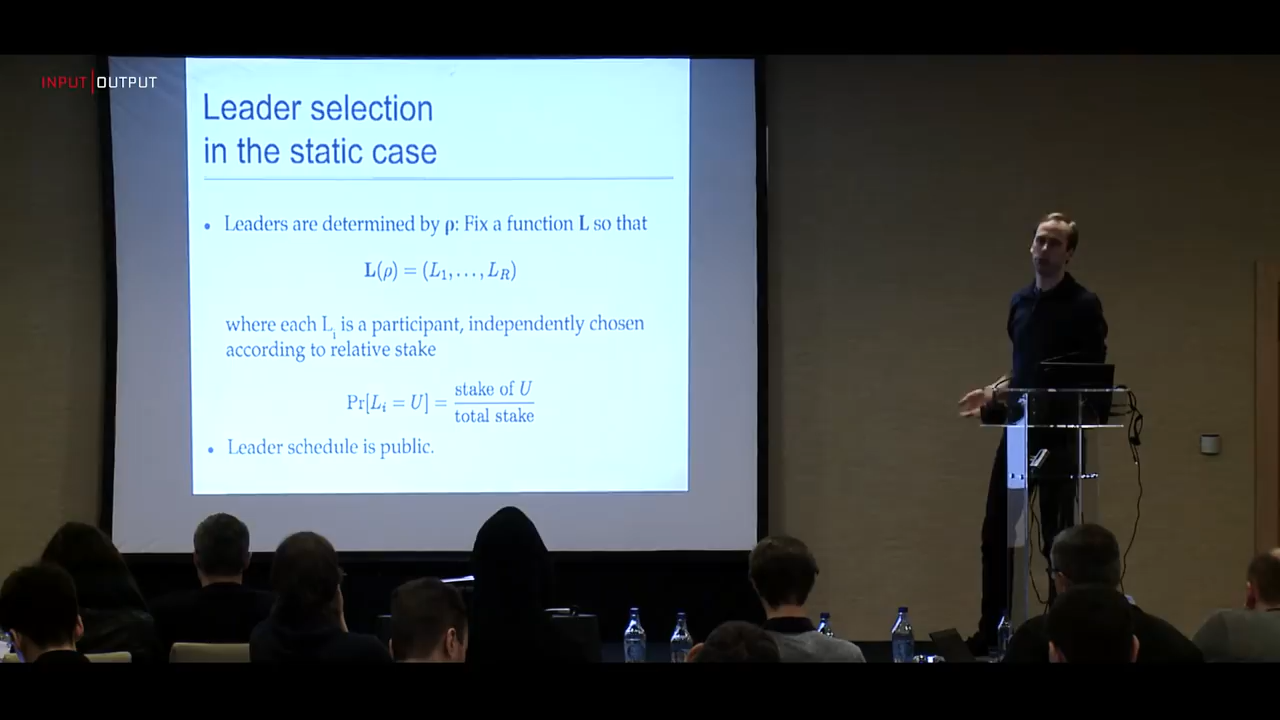 INPUT|OUTPUT
Leader selection
in the static case
• Leaders are determined by ρ: Fix a function L so that
L(ρ) = (L₁, . . . , L_R)
where each Lᵢ is a participant, independently chosen
according to relative stake
Pr[Lᵢ = U] = stake of U / total stake
• Leader schedule is public.